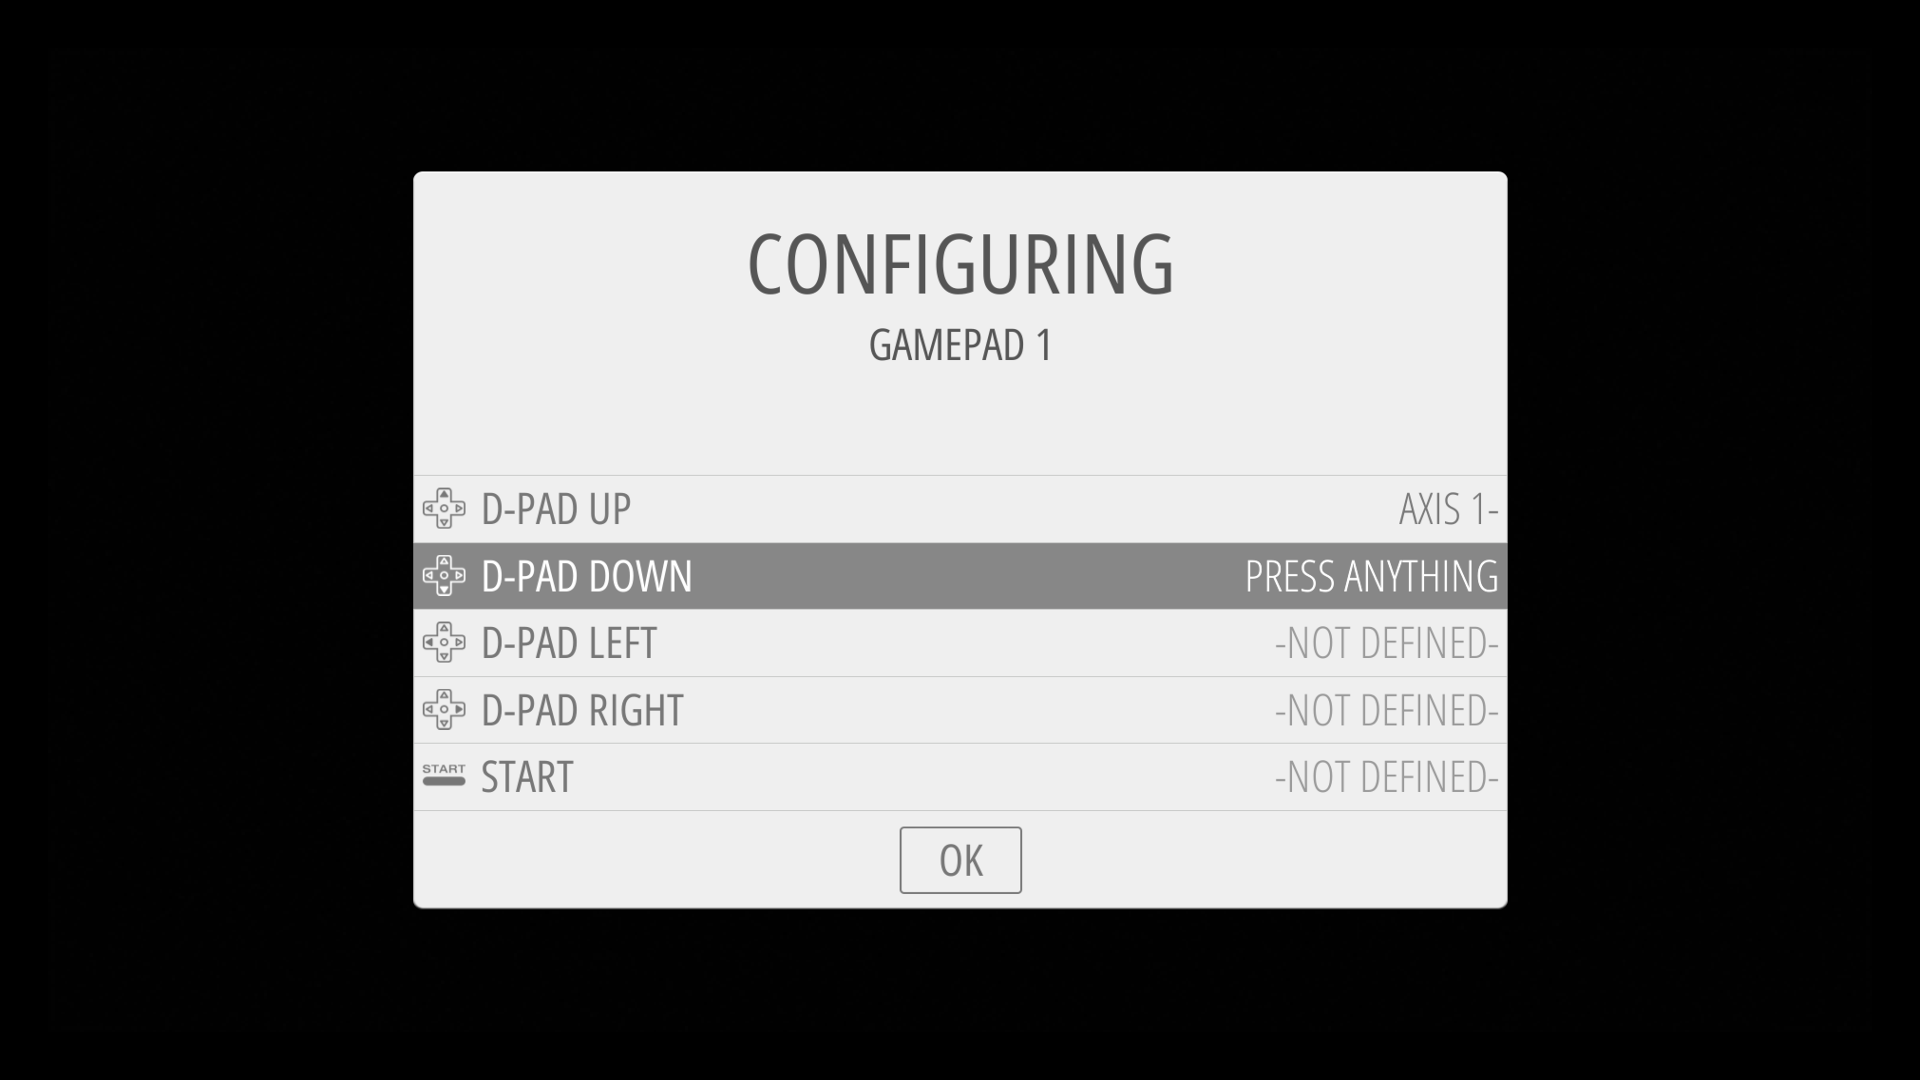 CONFIGURING
GAMEPAD 1
D-PAD UP AXIS 1-
D-PAD DOWN PRESS ANYTHING
D-PAD LEFT -NOT DEFINED-
D-PAD RIGHT -NOT DEFINED-
START START -NOT DEFINED-
OK